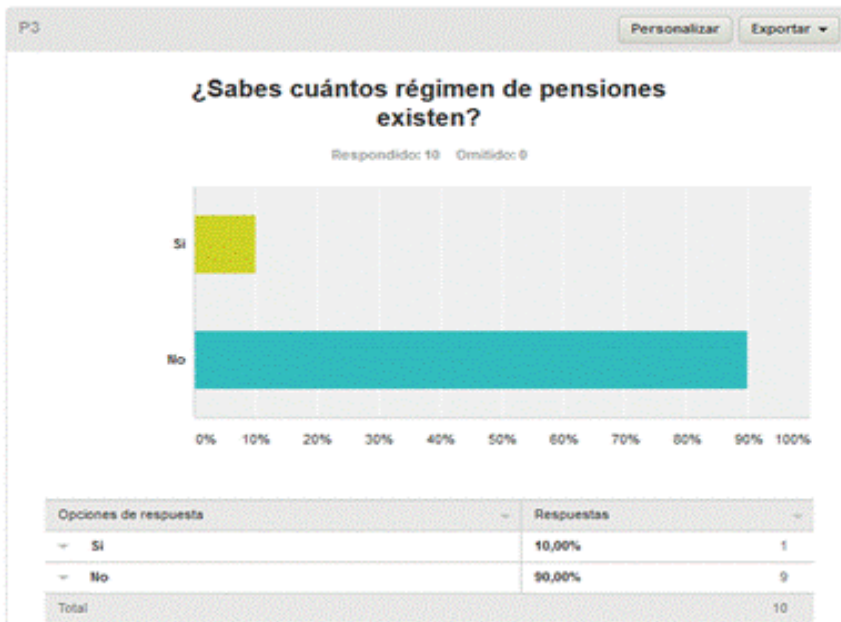 P3
Personalizar
Exportar
¿Sabes cuántos régimen de pensiones
existen?
Respondido: 10 Omitido: 0
Si
No
0% 10% 20% 30% 40% 50% 60% 70% 80% 90% 100%
Opciones de respuesta Respuestas
Si 10,00% 1
No 90,00% 9
Total 10